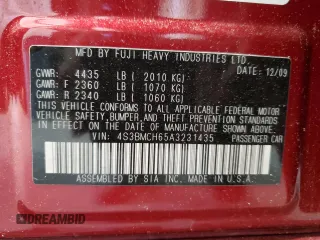 MFD BY FUJI HEAVY INDUSTRIES LTD.
GVWR: 4435 LB ( 2010 KG) DATE: 12/09
GAWR: F 2360 LB ( 1070 KG)
GAWR: R 2340 LB ( 1060 KG)
THIS VEHICLE CONFORMS TO ALL APPLICABLE FEDERAL MOTOR
VEHICLE SAFETY, BUMPER, AND THEFT PREVENTION STANDARDS
IN EFFECT ON THE DATE OF MANUFACTURE SHOWN ABOVE.
VIN: 4S3BMCH65A3231435 PASSENGER CAR
ASSEMBLED BY SIA INC. MADE IN U.S.A.
DREAMBID